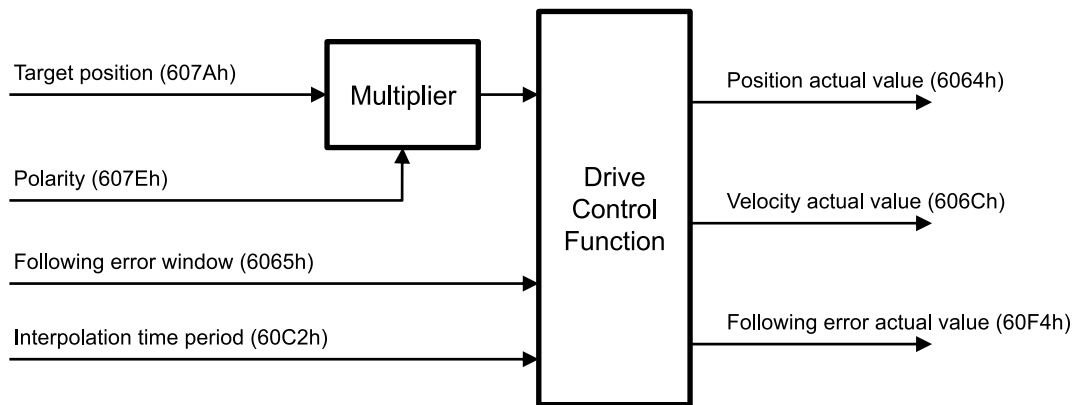 Target position (607Ah)
Multiplier
Polarity (607Eh)
Following error window (6065h)
Interpolation time period (60C2h)
Drive
Control
Function
Position actual value (6064h)
Velocity actual value (606Ch)
Following error actual value (60F4h)